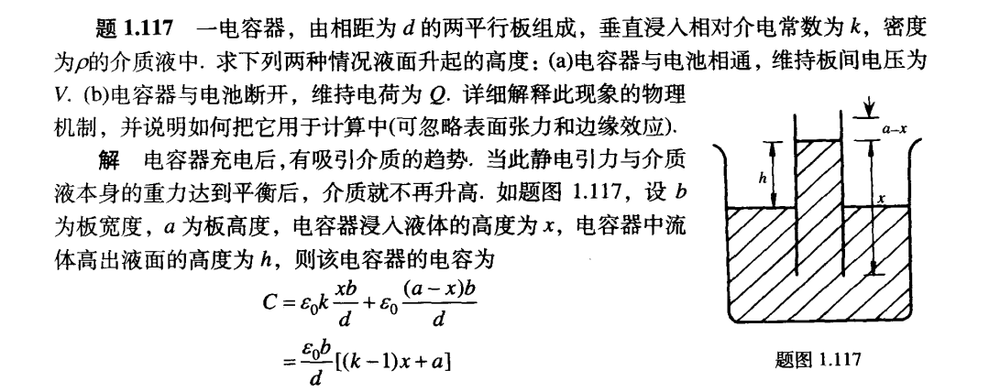 题 1.117 一电容器，由相距为 d 的两平行板组成，垂直浸入相对介电常数为 k，密度
为ρ的介质液中. 求下列两种情况液面升起的高度：(a)电容器与电池相通，维持板间电压为
V. (b)电容器与电池断开，维持电荷为 Q. 详细解释此现象的物理
机制，并说明如何把它用于计算中(可忽略表面张力和边缘效应).
解 电容器充电后,有吸引介质的趋势. 当此静电引力与介质
液本身的重力达到平衡后，介质就不再升高. 如题图 1.117，设 b
为板宽度，a 为板高度，电容器浸入液体的高度为 x，电容器中流
体高出液面的高度为 h，则该电容器的电容为
C = ε₀k xb/d + ε₀ (a − x)b/d
= ε₀b/d [(k − 1)x + a]
a−x
h
x
题图 1.117